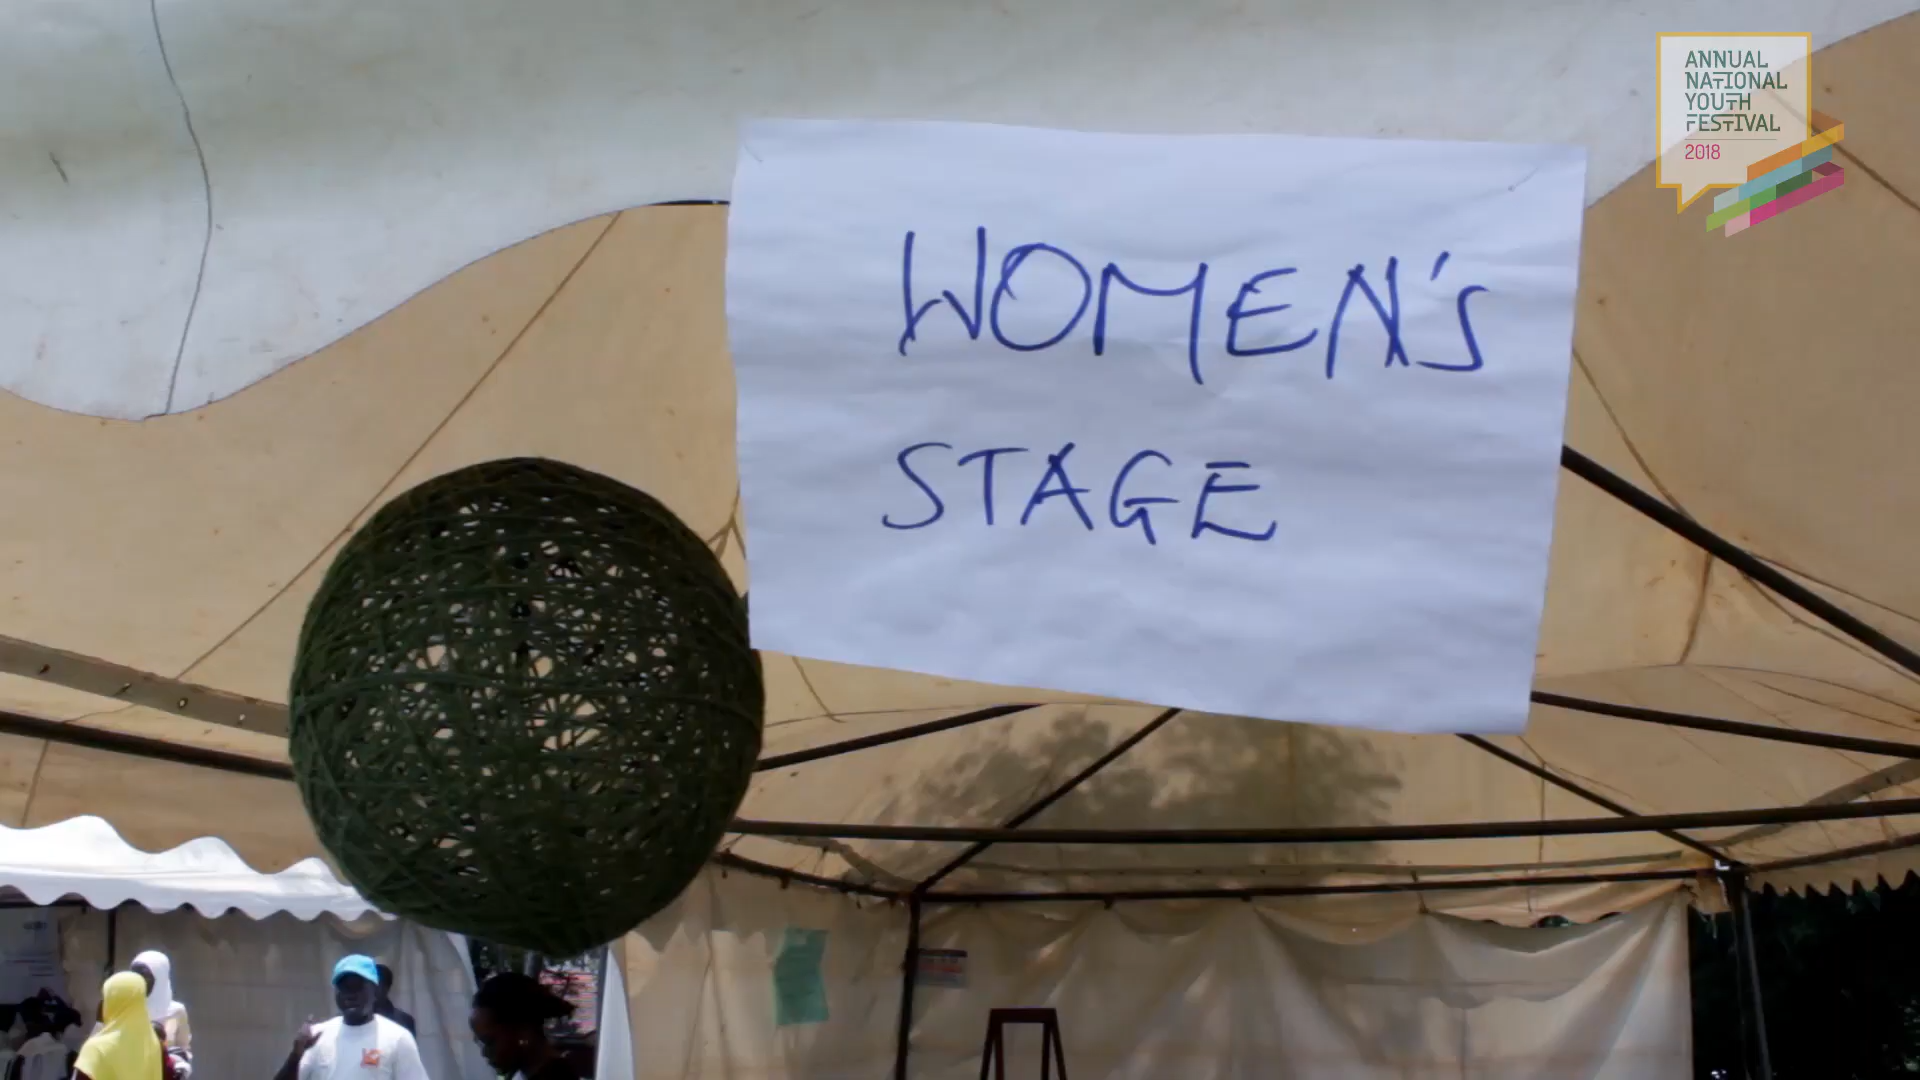 WOMEN'S
STAGE
ANNUAL
NATIONAL
YOUTH
FESTIVAL
2018